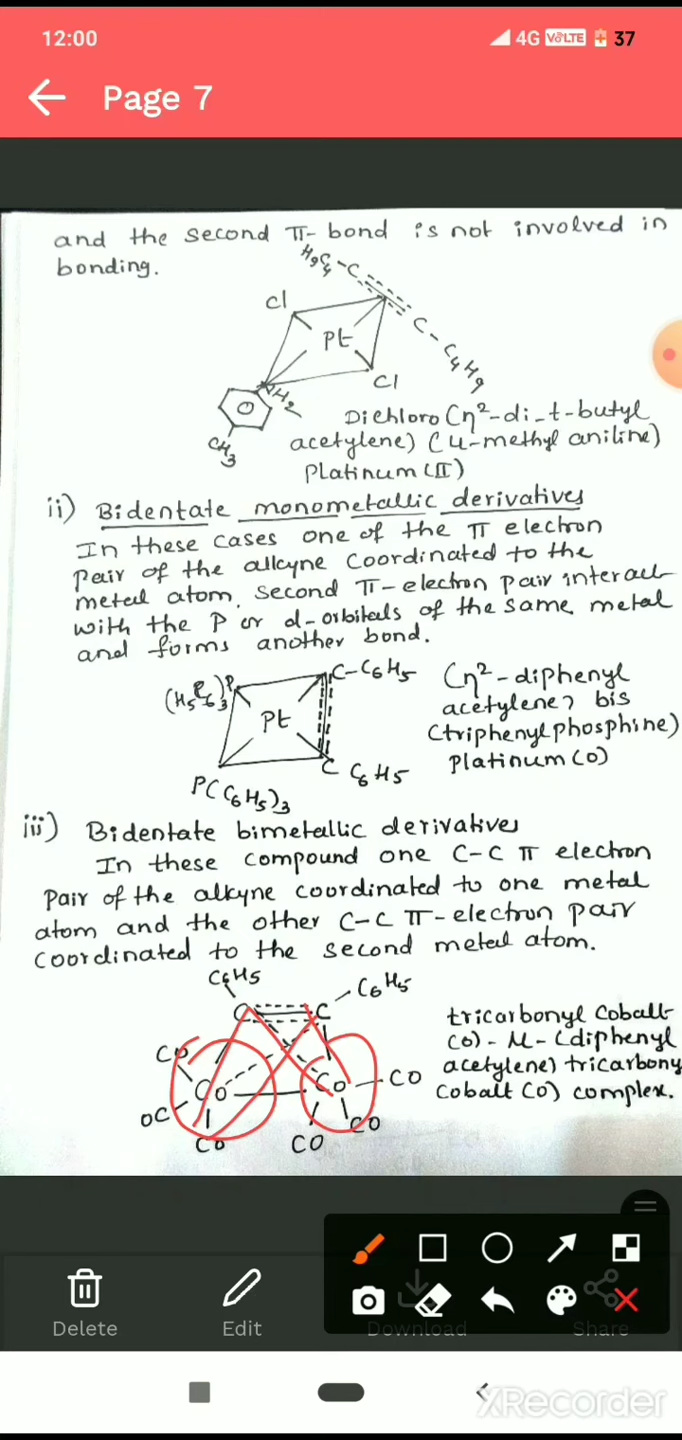 12:00
4G VoLTE 37
Page 7
and the second π- bond is not involved in
bonding.
H9C4-C
Cl
Pt
C-C4H9
Cl
NH2
CH3
Dichloro (η²-di-t-butyl
acetylene) (4-methyl aniline)
Platinum (II)
ii) Bidentate monometallic derivatives
In these cases one of the π electron
Pair of the alkyne coordinated to the
metal atom. Second π-electron pair interact
with the P or d-orbitals of the same metal
and forms another bond.
(H5C6)3P
C-C6H5
Pt
C C6H5
P(C6H5)3
(η²-diphenyl
acetylene) bis
(triphenylphosphine)
Platinum (0)
iii) Bidentate bimetallic derivatives
In these compound one C-C π electron
Pair of the alkyne coordinated to one metal
atom and the other C-C π-electron pair
coordinated to the second metal atom.
C6H5
C6H5
C C
CO
Co Co -CO
OC
CO CO CO
tricarbonyl Cobalt
(0)-μ-(diphenyl
acetylene) tricarbony
Cobalt (0) complex.
Delete Edit Download Share
XRecorder